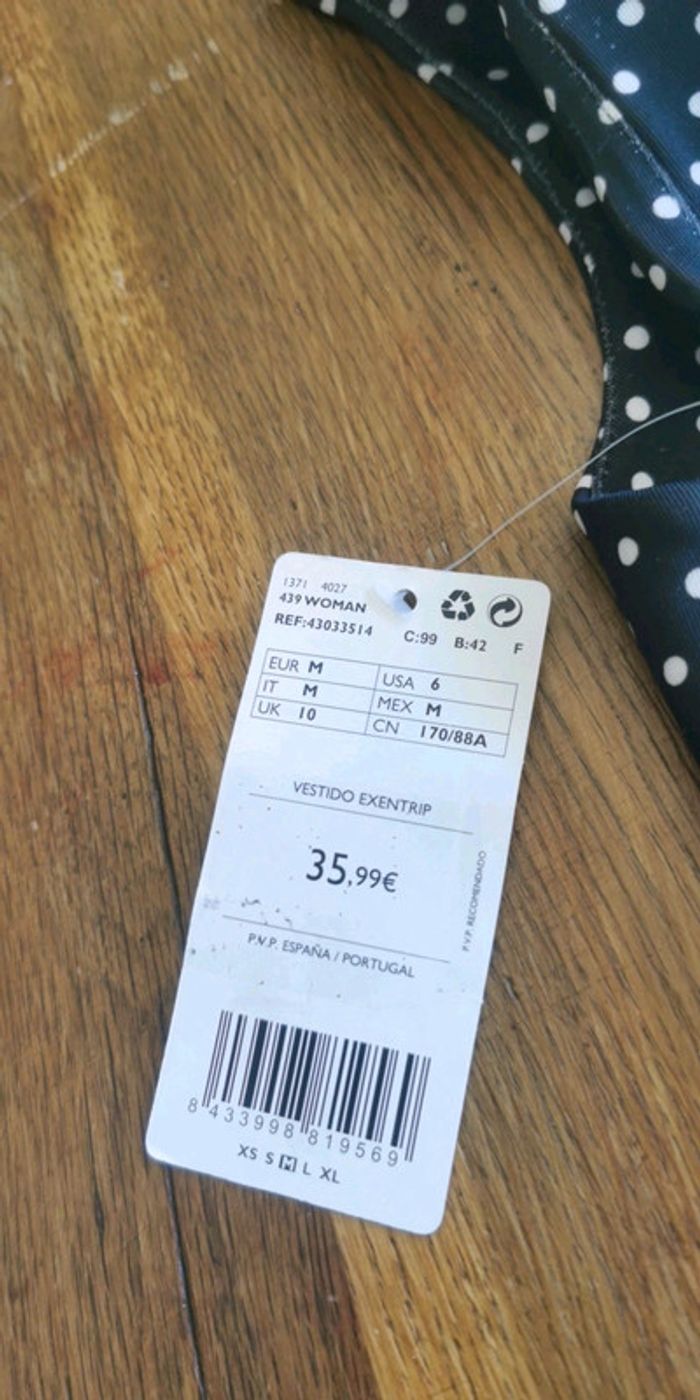 1371 4027
439 WOMAN
REF:43033514
C:99 B:42 F
EUR M USA 6
IT M MEX M
UK 10 CN 170/88A
VESTIDO EXENTRIP
35,99€
P.V.P. RECOMENDADO
P.V.P. ESPAÑA / PORTUGAL
8 433998 819569
XS S M L XL